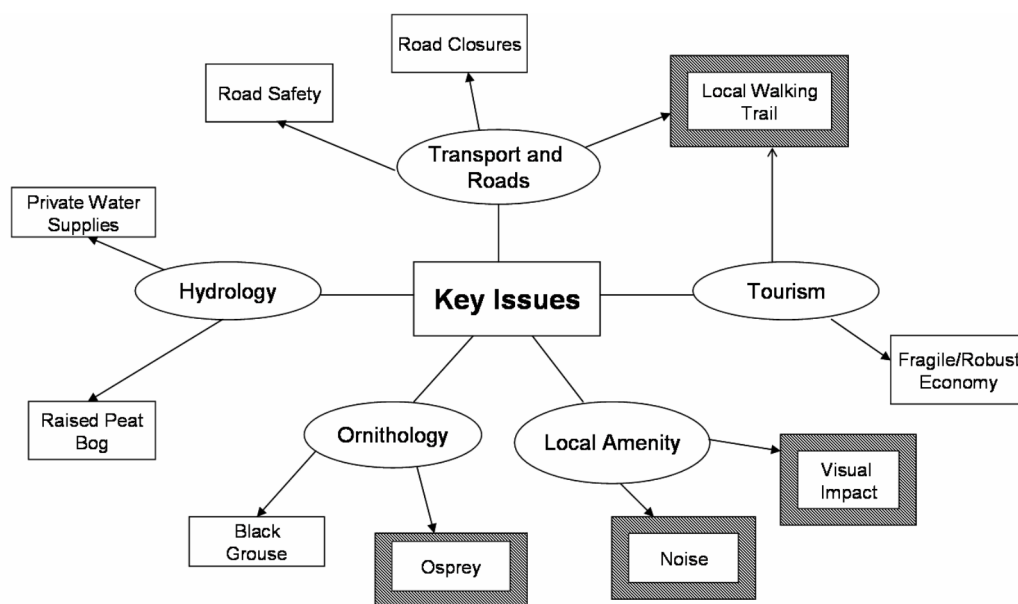 Road Closures
Road Safety
Local Walking
Trail
Transport and
Roads
Private Water
Supplies
Hydrology
Key Issues
Tourism
Fragile/Robust
Economy
Raised Peat
Bog
Ornithology
Local Amenity
Visual
Impact
Black
Grouse
Osprey
Noise